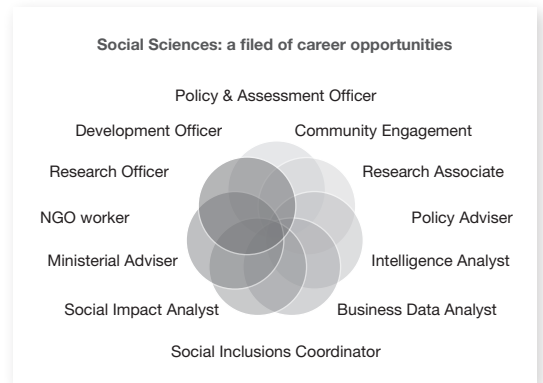 Social Sciences: a filed of career opportunities
Policy & Assessment Officer
Development Officer
Community Engagement
Research Officer
Research Associate
NGO worker
Policy Adviser
Ministerial Adviser
Intelligence Analyst
Social Impact Analyst
Business Data Analyst
Social Inclusions Coordinator